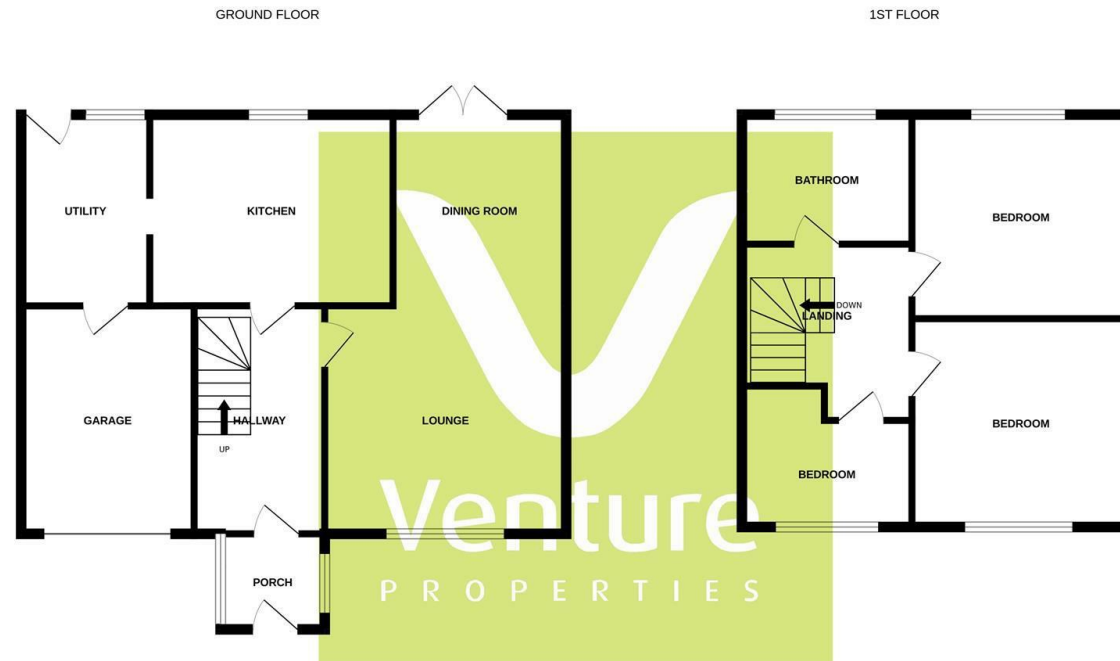 GROUND FLOOR
1ST FLOOR
UTILITY
KITCHEN
DINING ROOM
GARAGE
HALLWAY
UP
LOUNGE
PORCH
BATHROOM
BEDROOM
DOWN
LANDING
BEDROOM
BEDROOM
Venture
PROPERTIES